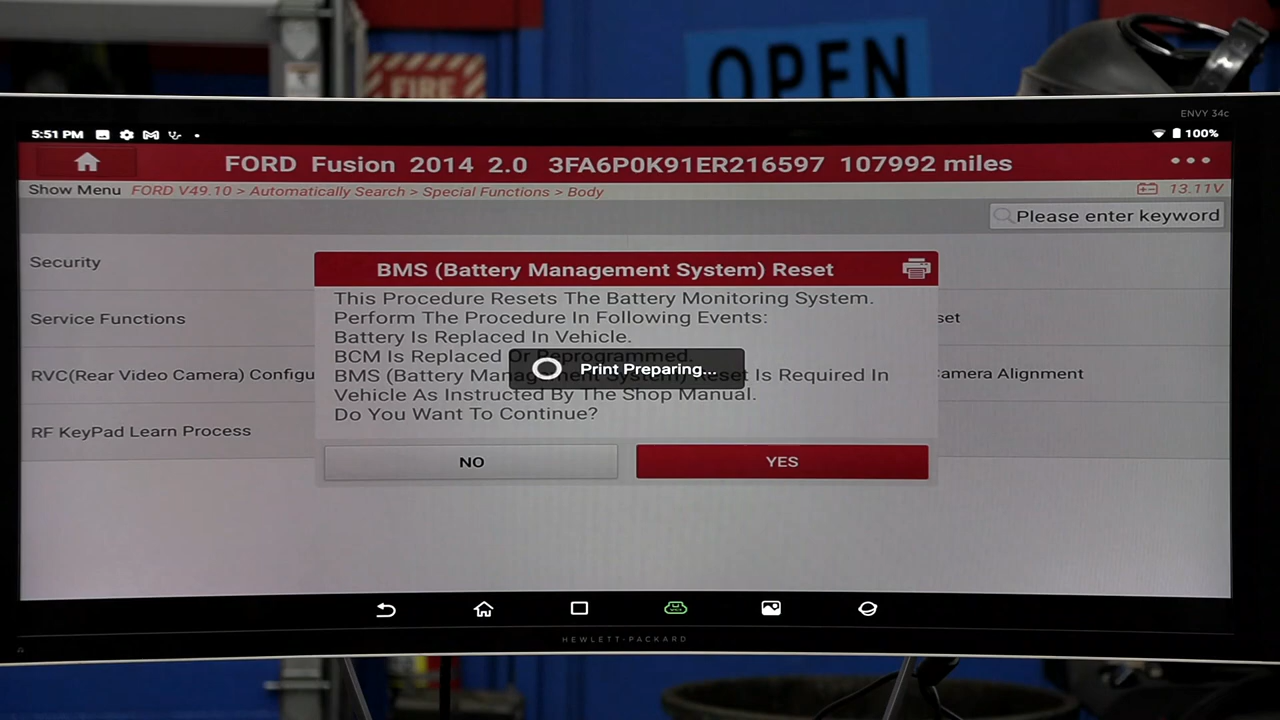 FIRE
OPEN
ENVY 34c
5:51 PM
100%
FORD Fusion 2014 2.0 3FA6P0K91ER216597 107992 miles
Show Menu FORD V49.10 > Automatically Search > Special Functions > Body
13.11V
Please enter keyword
Security
BMS (Battery Management System) Reset
This Procedure Resets The Battery Monitoring System.
Perform The Procedure In Following Events:
Service Functions
set
Battery Is Replaced In Vehicle.
BCM Is Replaced Or Reprogrammed.
Print Preparing...
RVC(Rear Video Camera) Configu
BMS (Battery Management System) Reset Is Required In
Camera Alignment
Vehicle As Instructed By The Shop Manual.
Do You Want To Continue?
RF KeyPad Learn Process
NO
YES
HEWLETT-PACKARD